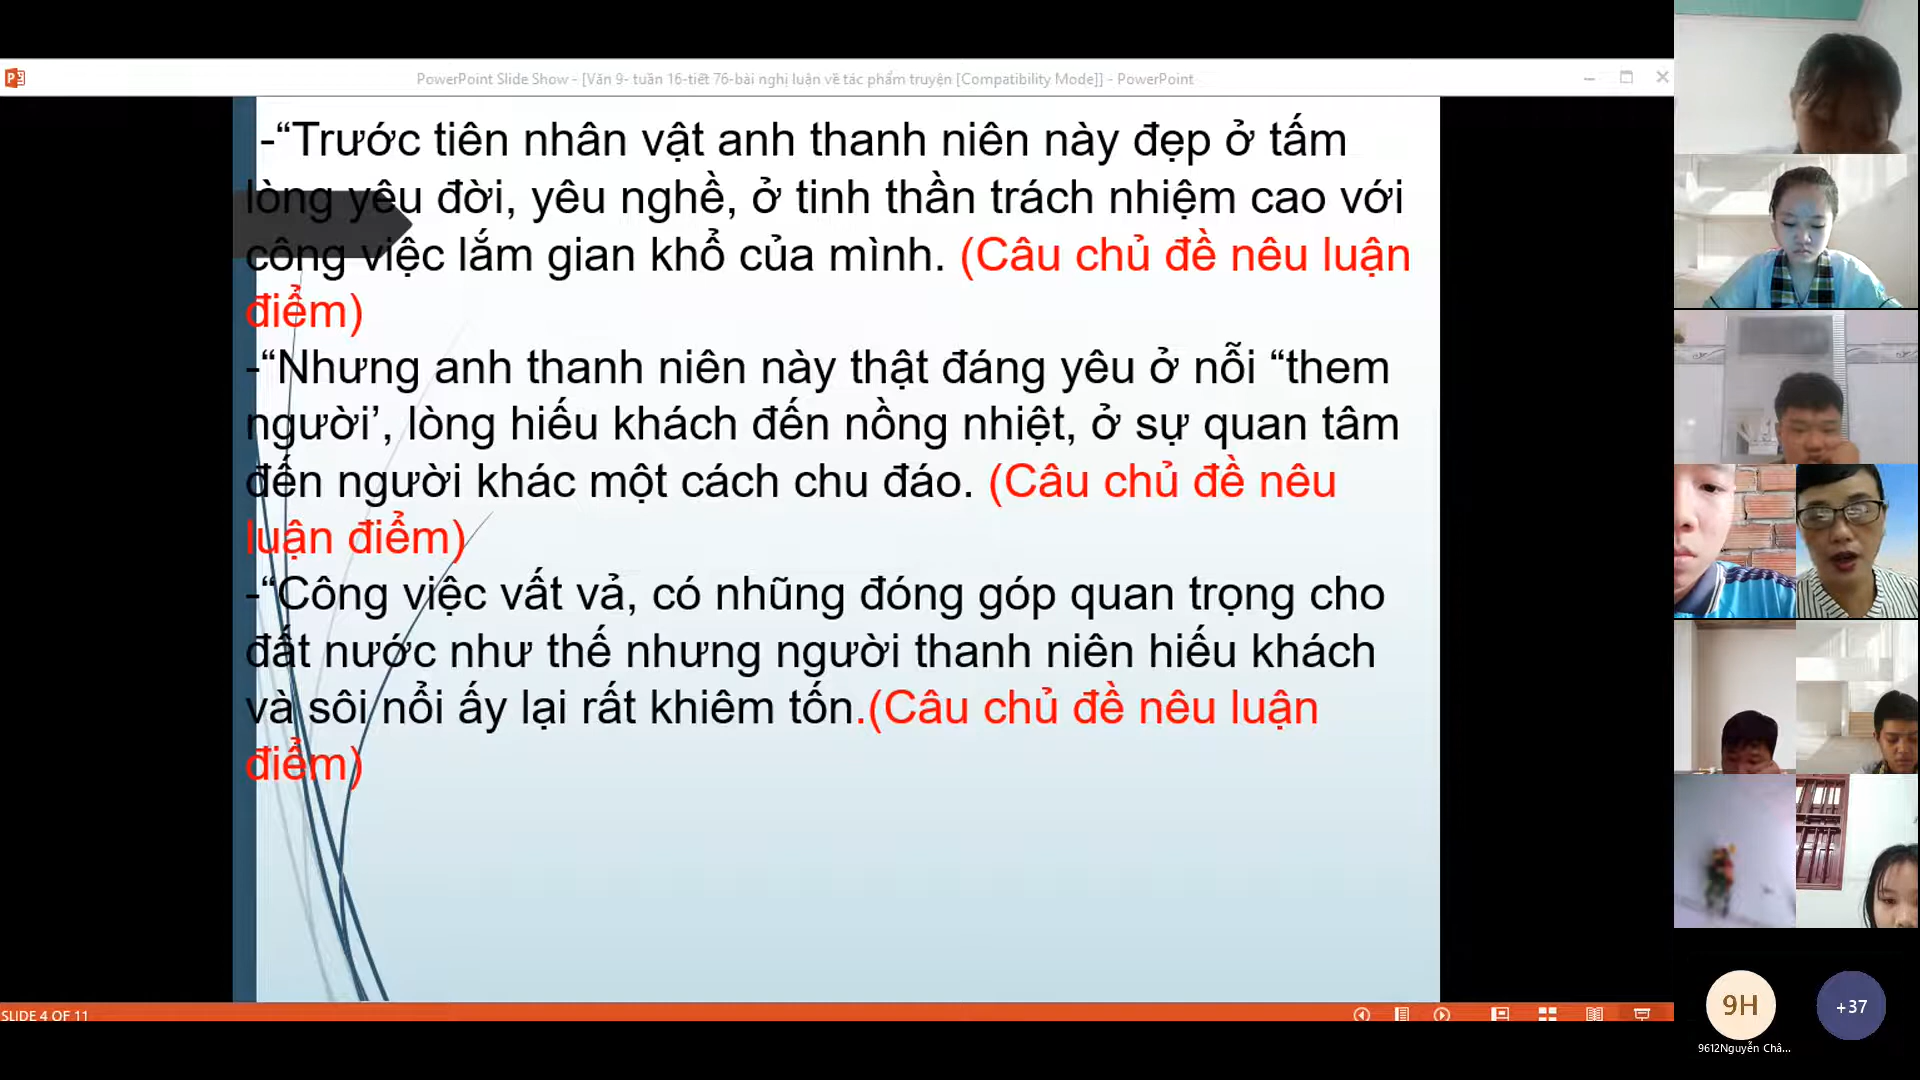 PowerPoint Slide Show - [Văn 9- tuần 16-tiết 76-bài nghị luận về tác phẩm truyện [Compatibility Mode]] - PowerPoint
-“Trước tiên nhân vật anh thanh niên này đẹp ở tấm
lòng yêu đời, yêu nghề, ở tinh thần trách nhiệm cao với
công việc lắm gian khổ của mình. (Câu chủ đề nêu luận
điểm)
-“Nhưng anh thanh niên này thật đáng yêu ở nỗi “them
người’, lòng hiếu khách đến nồng nhiệt, ở sự quan tâm
đến người khác một cách chu đáo. (Câu chủ đề nêu
luận điểm)
-“Công việc vất vả, có nhũng đóng góp quan trọng cho
đất nước như thế nhưng người thanh niên hiếu khách
và sôi nổi ấy lại rất khiêm tốn.(Câu chủ đề nêu luận
điểm)
SLIDE 4 OF 11
9H
+37
9612Nguyễn Châ...